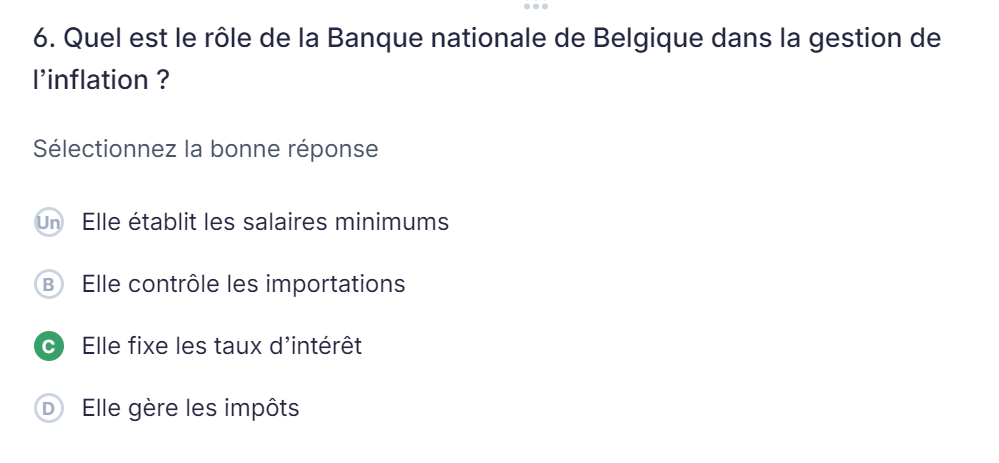 6. Quel est le rôle de la Banque nationale de Belgique dans la gestion de
l’inflation ?
Sélectionnez la bonne réponse
Un Elle établit les salaires minimums
B Elle contrôle les importations
C Elle fixe les taux d’intérêt
D Elle gère les impôts